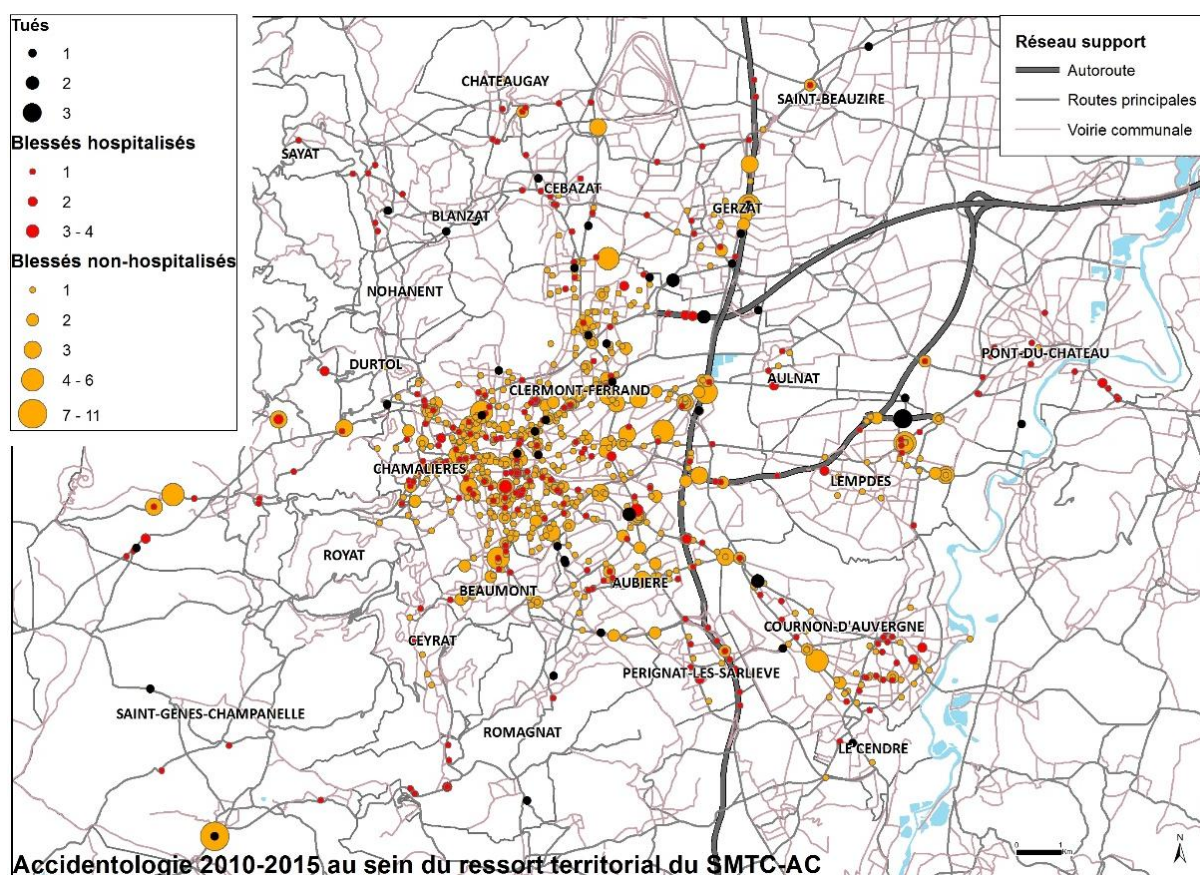 Tués
1
2
3
Blessés hospitalisés
1
2
3 - 4
Blessés non-hospitalisés
1
2
3
4 - 6
7 - 11
Réseau support
Autoroute
Routes principales
Voirie communale
CHATEAUGAY
SAINT-BEAUZIRE
SAYAT
CEBAZAT
BLANZAT
GERZAT
NOHANENT
DURTOL
PONT-DU-CHATEAU
AULNAT
CLERMONT-FERRAND
CHAMALIERES
LEMPDES
ROYAT
BEAUMONT
AUBIERE
COURNON-D'AUVERGNE
CEYRAT
PERIGNAT-LES-SARLIEVE
SAINT-GENES-CHAMPANELLE
ROMAGNAT
LE CENDRE
0 1
Km
N
Accidentologie 2010-2015 au sein du ressort territorial du SMTC-AC